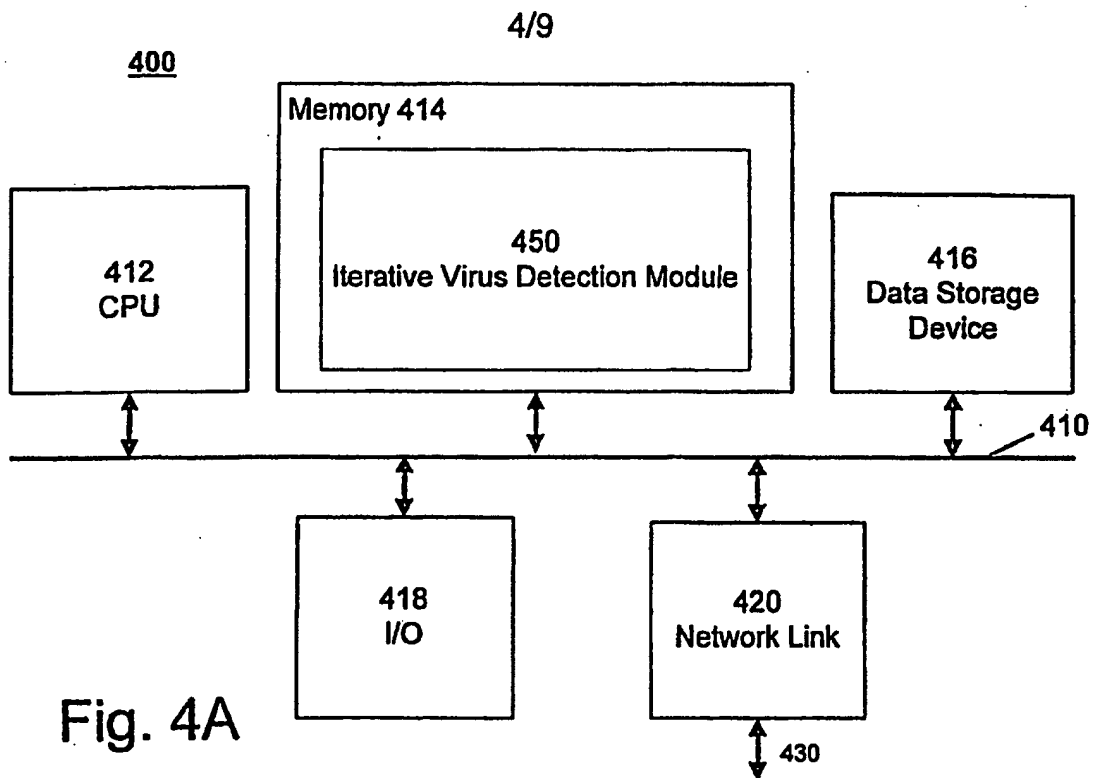 4/9
400
Memory 414
450
Iterative Virus Detection Module
412
CPU
416
Data Storage
Device
410
418
I/O
420
Network Link
430
Fig. 4A